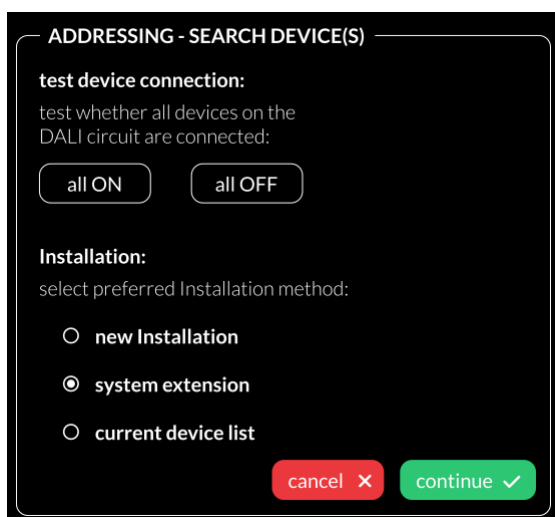 ADDRESSING - SEARCH DEVICE(S)
test device connection:
test whether all devices on the
DALI circuit are connected:
all ON
all OFF
Installation:
select preferred Installation method:
new Installation
system extension
current device list
cancel
continue